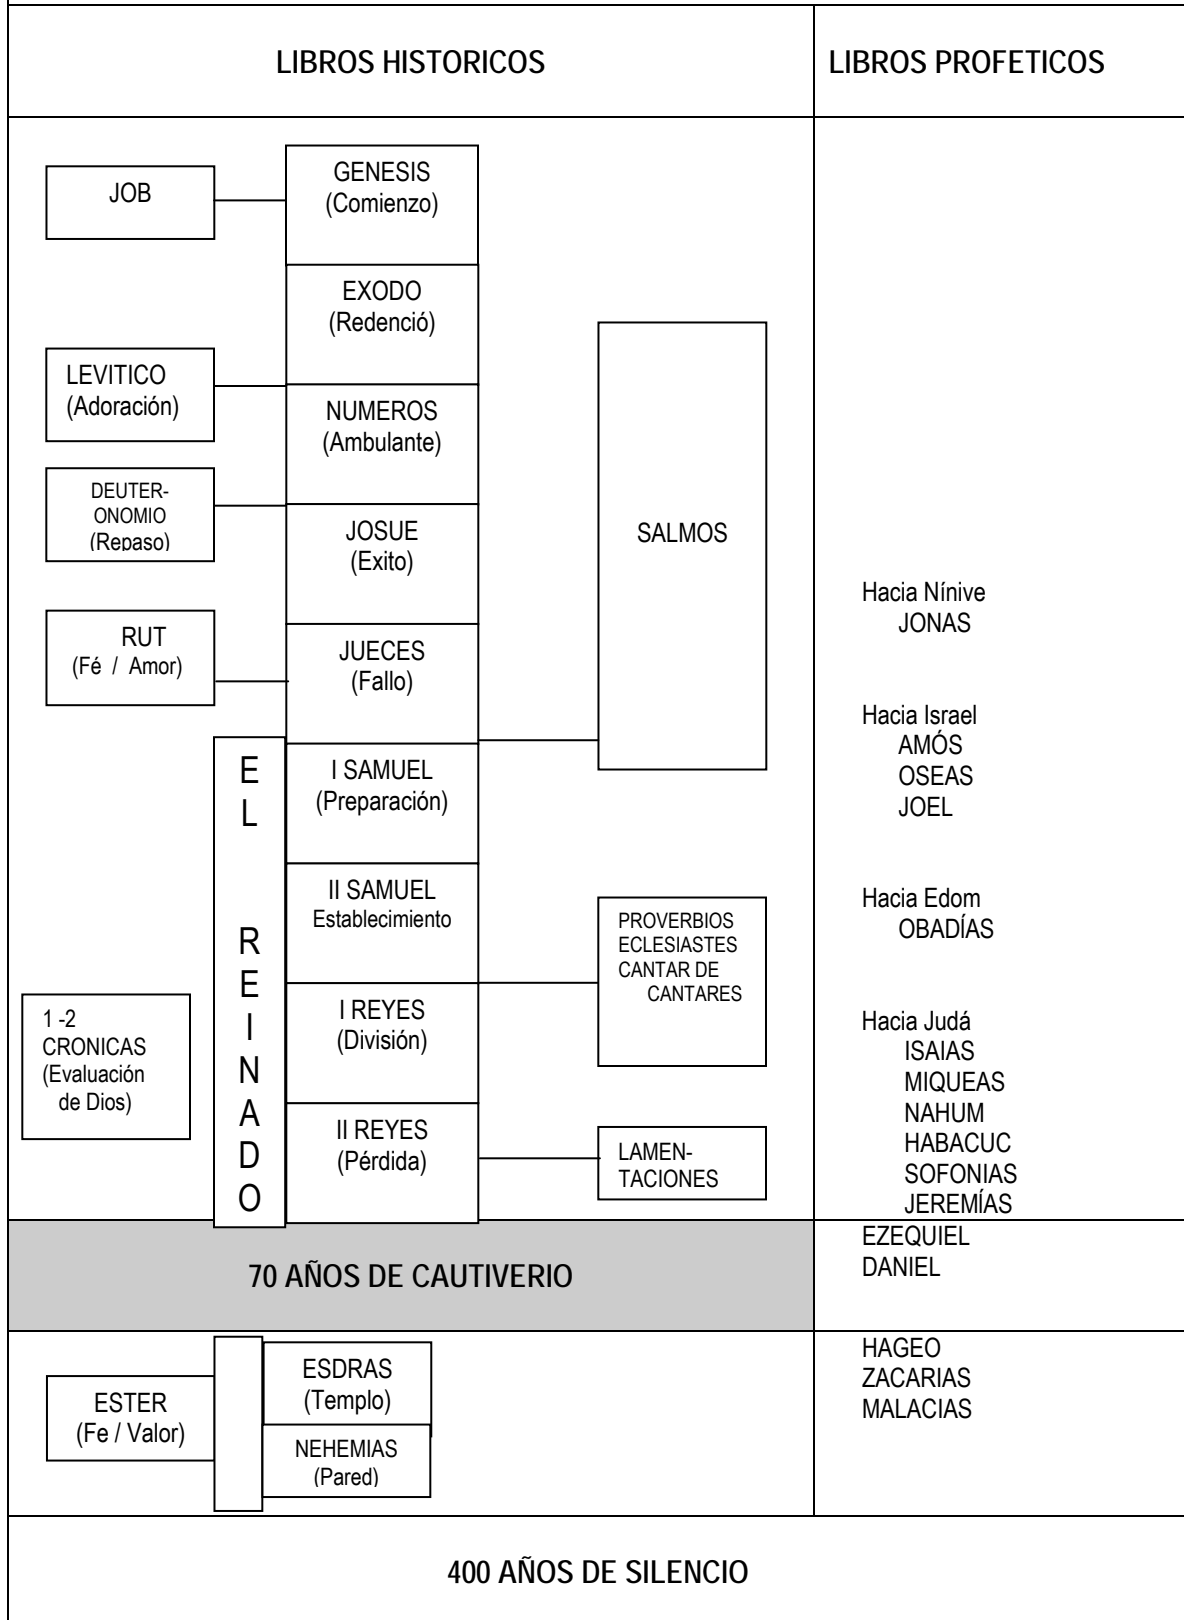 LIBROS HISTORICOS
LIBROS PROFETICOS
JOB
GENESIS
(Comienzo)
EXODO
(Redenció)
LEVITICO
(Adoración)
NUMEROS
(Ambulante)
DEUTER-
ONOMIO
(Repaso)
JOSUE
(Exito)
SALMOS
RUT
(Fé / Amor)
JUECES
(Fallo)
EL REINADO
I SAMUEL
(Preparación)
II SAMUEL
Establecimiento
PROVERBIOS
ECLESIASTES
CANTAR DE
CANTARES
1 -2
CRONICAS
(Evaluación
de Dios)
I REYES
(División)
II REYES
(Pérdida)
LAMEN-
TACIONES
Hacia Nínive
JONAS
Hacia Israel
AMÓS
OSEAS
JOEL
Hacia Edom
OBADÍAS
Hacia Judá
ISAIAS
MIQUEAS
NAHUM
HABACUC
SOFONIAS
JEREMÍAS
70 AÑOS DE CAUTIVERIO
EZEQUIEL
DANIEL
ESTER
(Fe / Valor)
ESDRAS
(Templo)
NEHEMIAS
(Pared)
HAGEO
ZACARIAS
MALACIAS
400 AÑOS DE SILENCIO